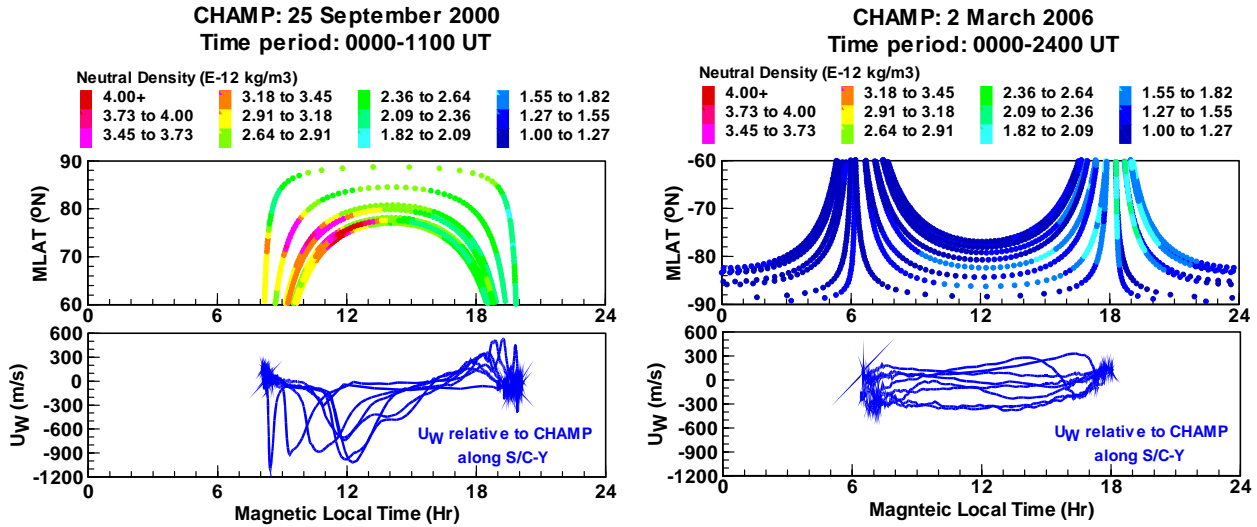 CHAMP: 25 September 2000
Time period: 0000-1100 UT
Neutral Density (E-12 kg/m3)
4.00+ 3.18 to 3.45 2.36 to 2.64 1.55 to 1.82
3.73 to 4.00 2.91 to 3.18 2.09 to 2.36 1.27 to 1.55
3.45 to 3.73 2.64 to 2.91 1.82 to 2.09 1.00 to 1.27
90
80
70
60
MLAT (ºN)
0 6 12 18 24
600
300
0
-300
-600
-900
-1200
UW (m/s)
UW relative to CHAMP
along S/C-Y
0 6 12 18 24
Magnetic Local Time (Hr)
CHAMP: 2 March 2006
Time period: 0000-2400 UT
Neutral Density (E-12 kg/m3)
4.00+ 3.18 to 3.45 2.36 to 2.64 1.55 to 1.82
3.73 to 4.00 2.91 to 3.18 2.09 to 2.36 1.27 to 1.55
3.45 to 3.73 2.64 to 2.91 1.82 to 2.09 1.00 to 1.27
-60
-70
-80
-90
MLAT (ºN)
0 6 12 18 24
600
300
0
-300
-600
-900
-1200
UW (m/s)
UW relative to CHAMP
along S/C-Y
0 6 12 18 24
Magnteic Local Time (Hr)